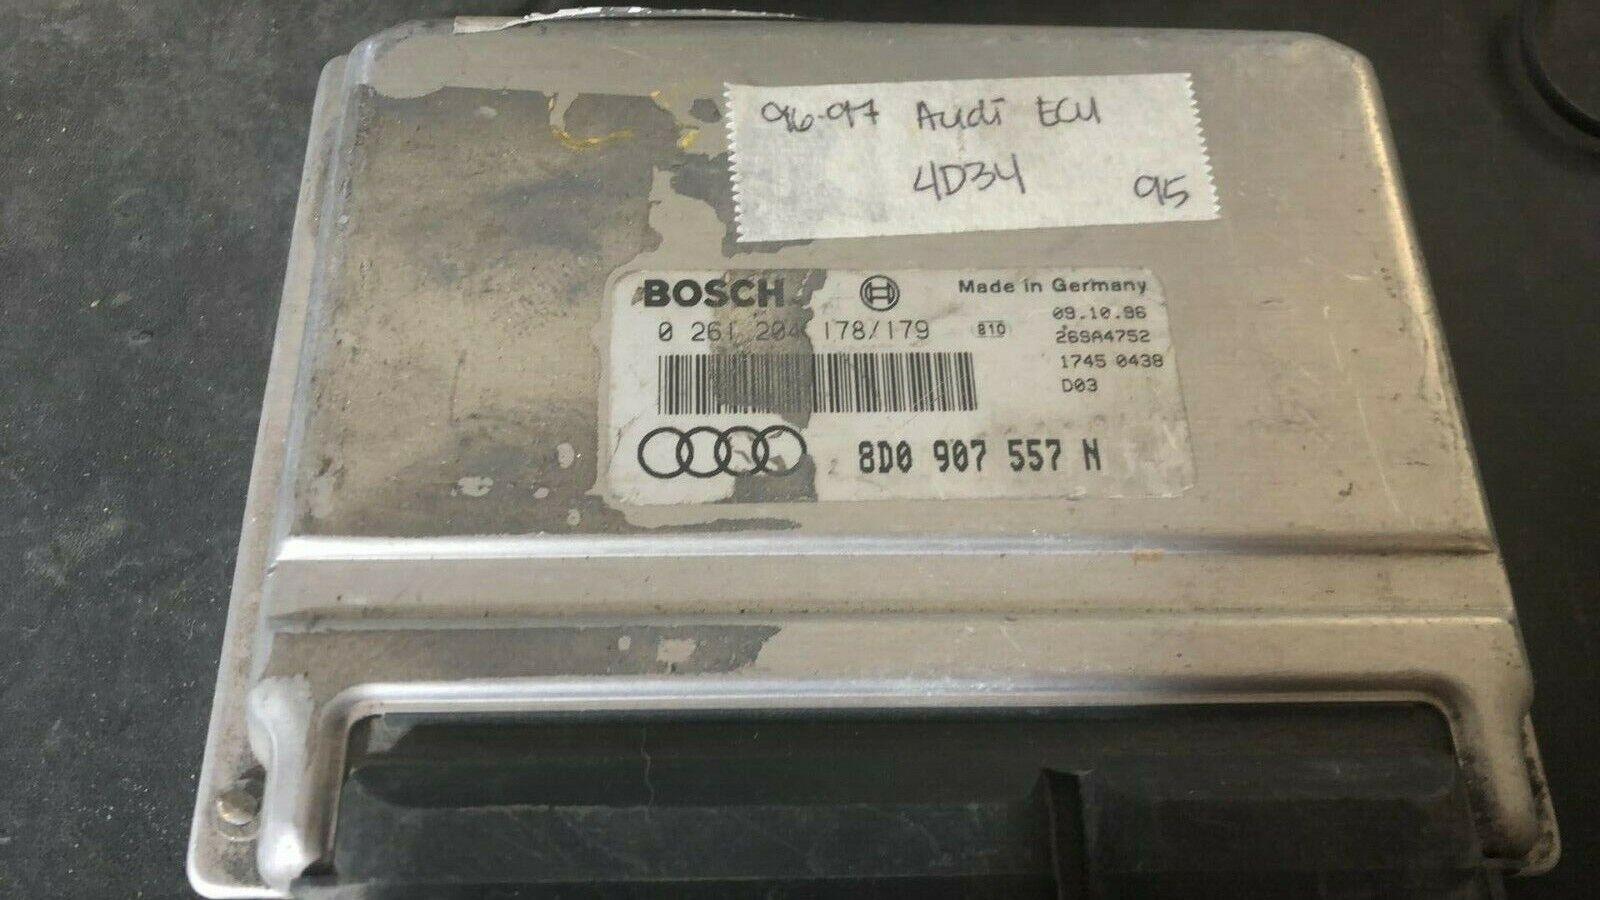 96-97 Audi ECU
4D34 95
BOSCH Made in Germany
0 261 204 178/179 810 09.10.96
26SA4752
1745 0438
D03
8D0 907 557 N